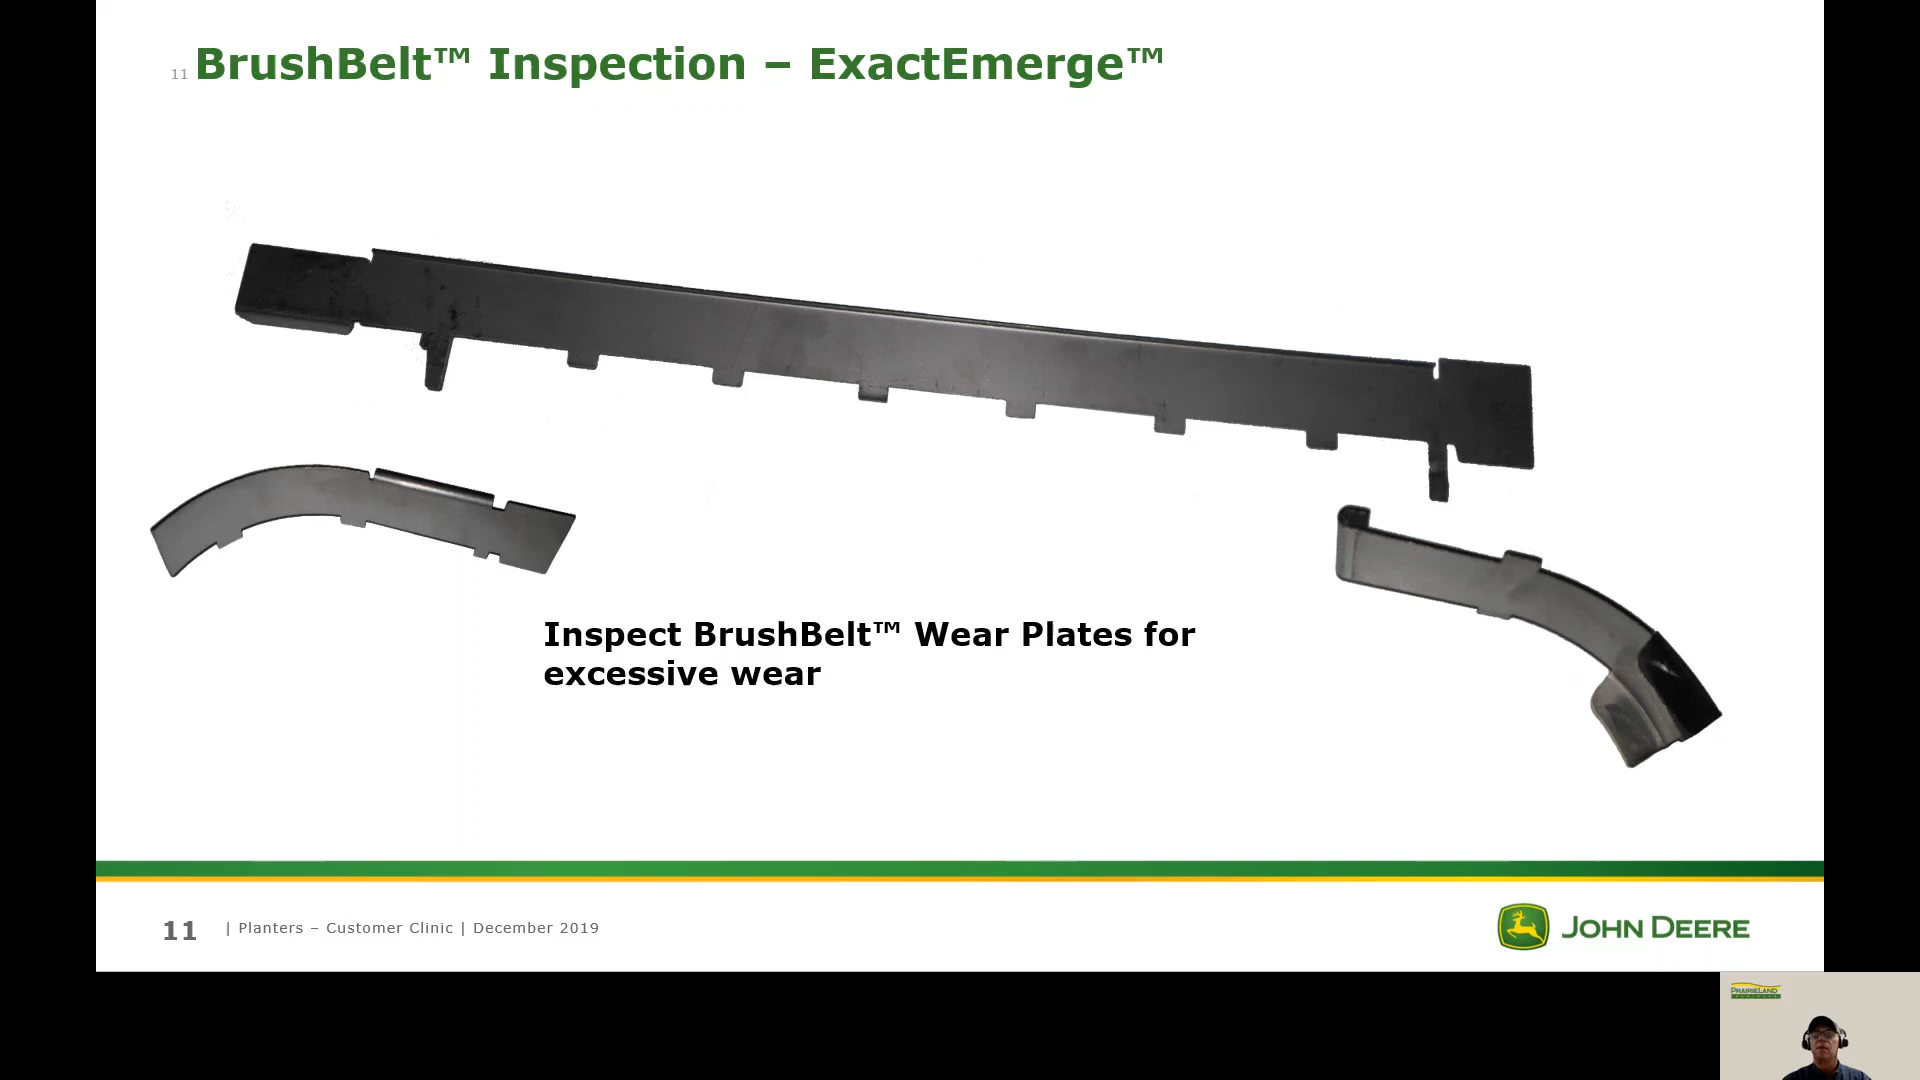 11 BrushBelt™ Inspection – ExactEmerge™
Inspect BrushBelt™ Wear Plates for
excessive wear
11 | Planters – Customer Clinic | December 2019
JOHN DEERE
PRAIRIELAND